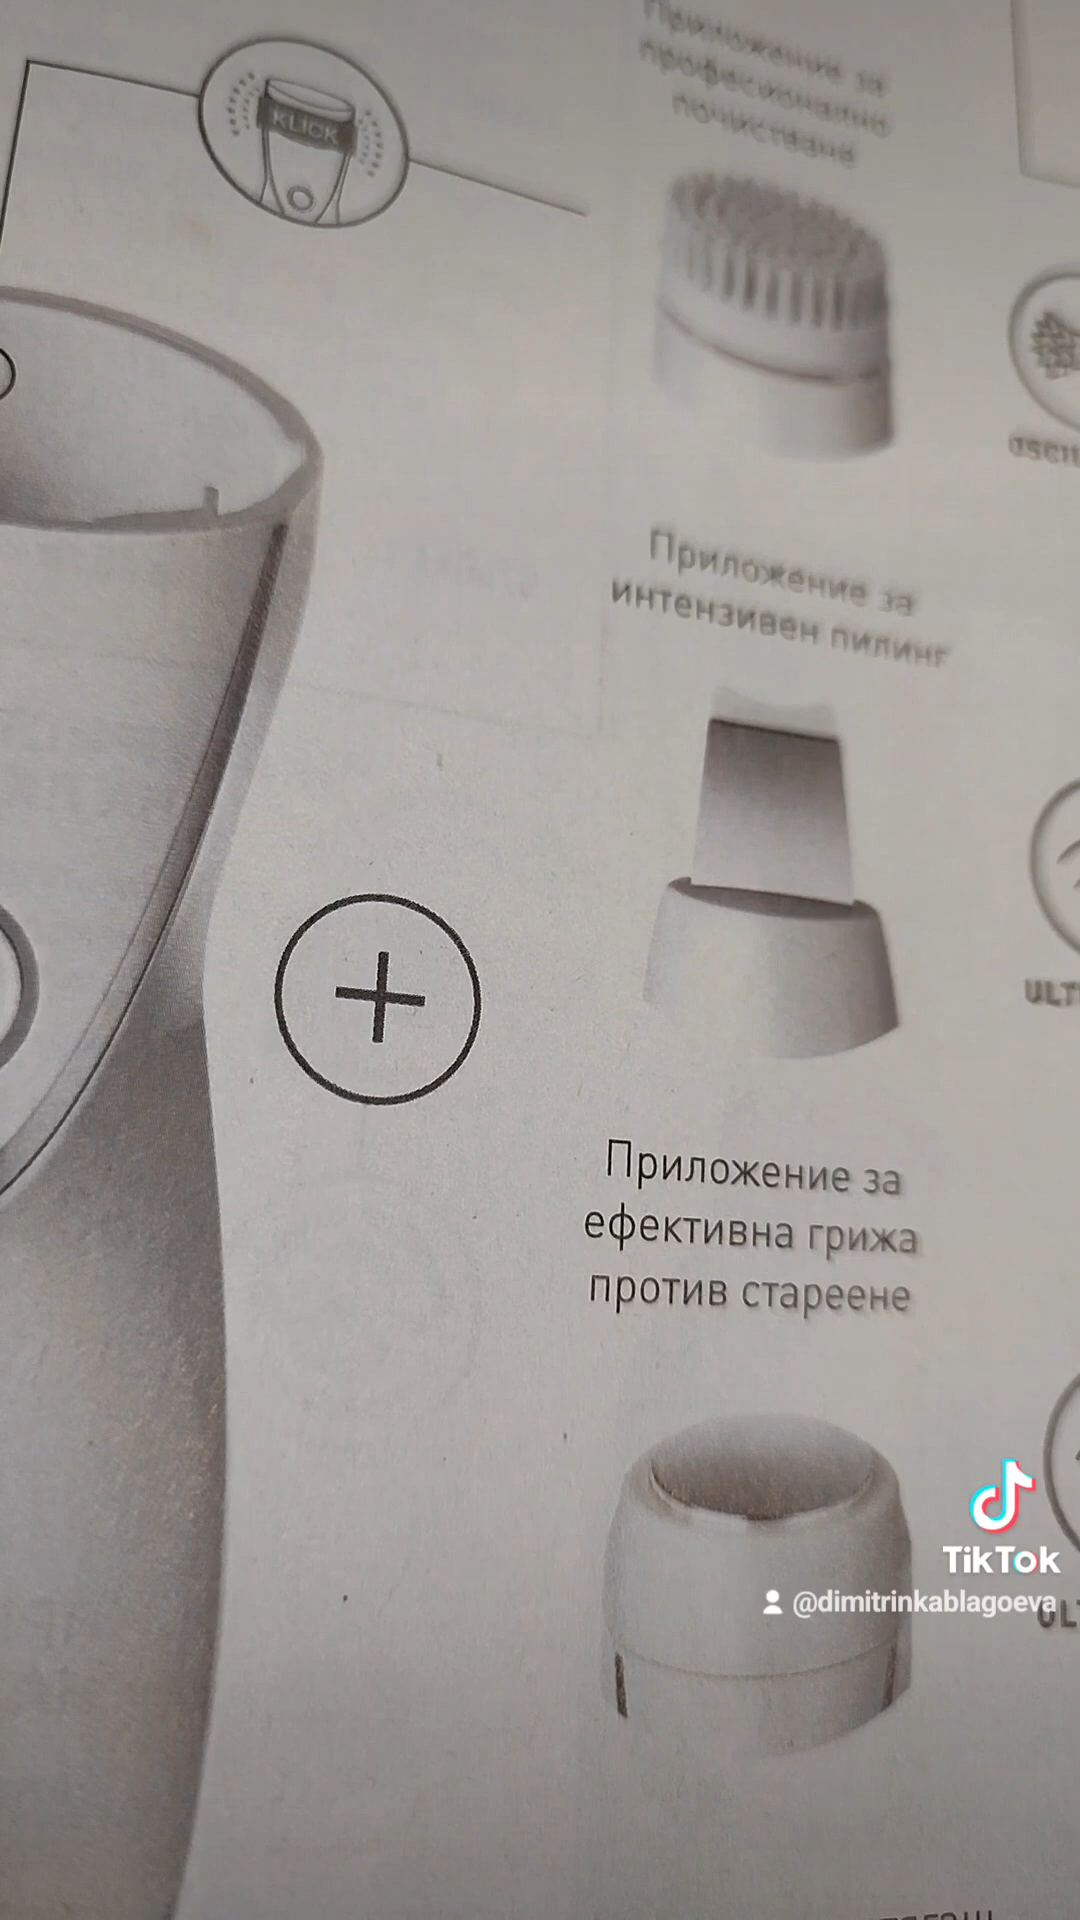 KLICK
Приложение за
професионално
почистване
Приложение за
интензивен пилинг
Приложение за
ефективна грижа
против стареене
TikTok
@dimitrinkablagoeva